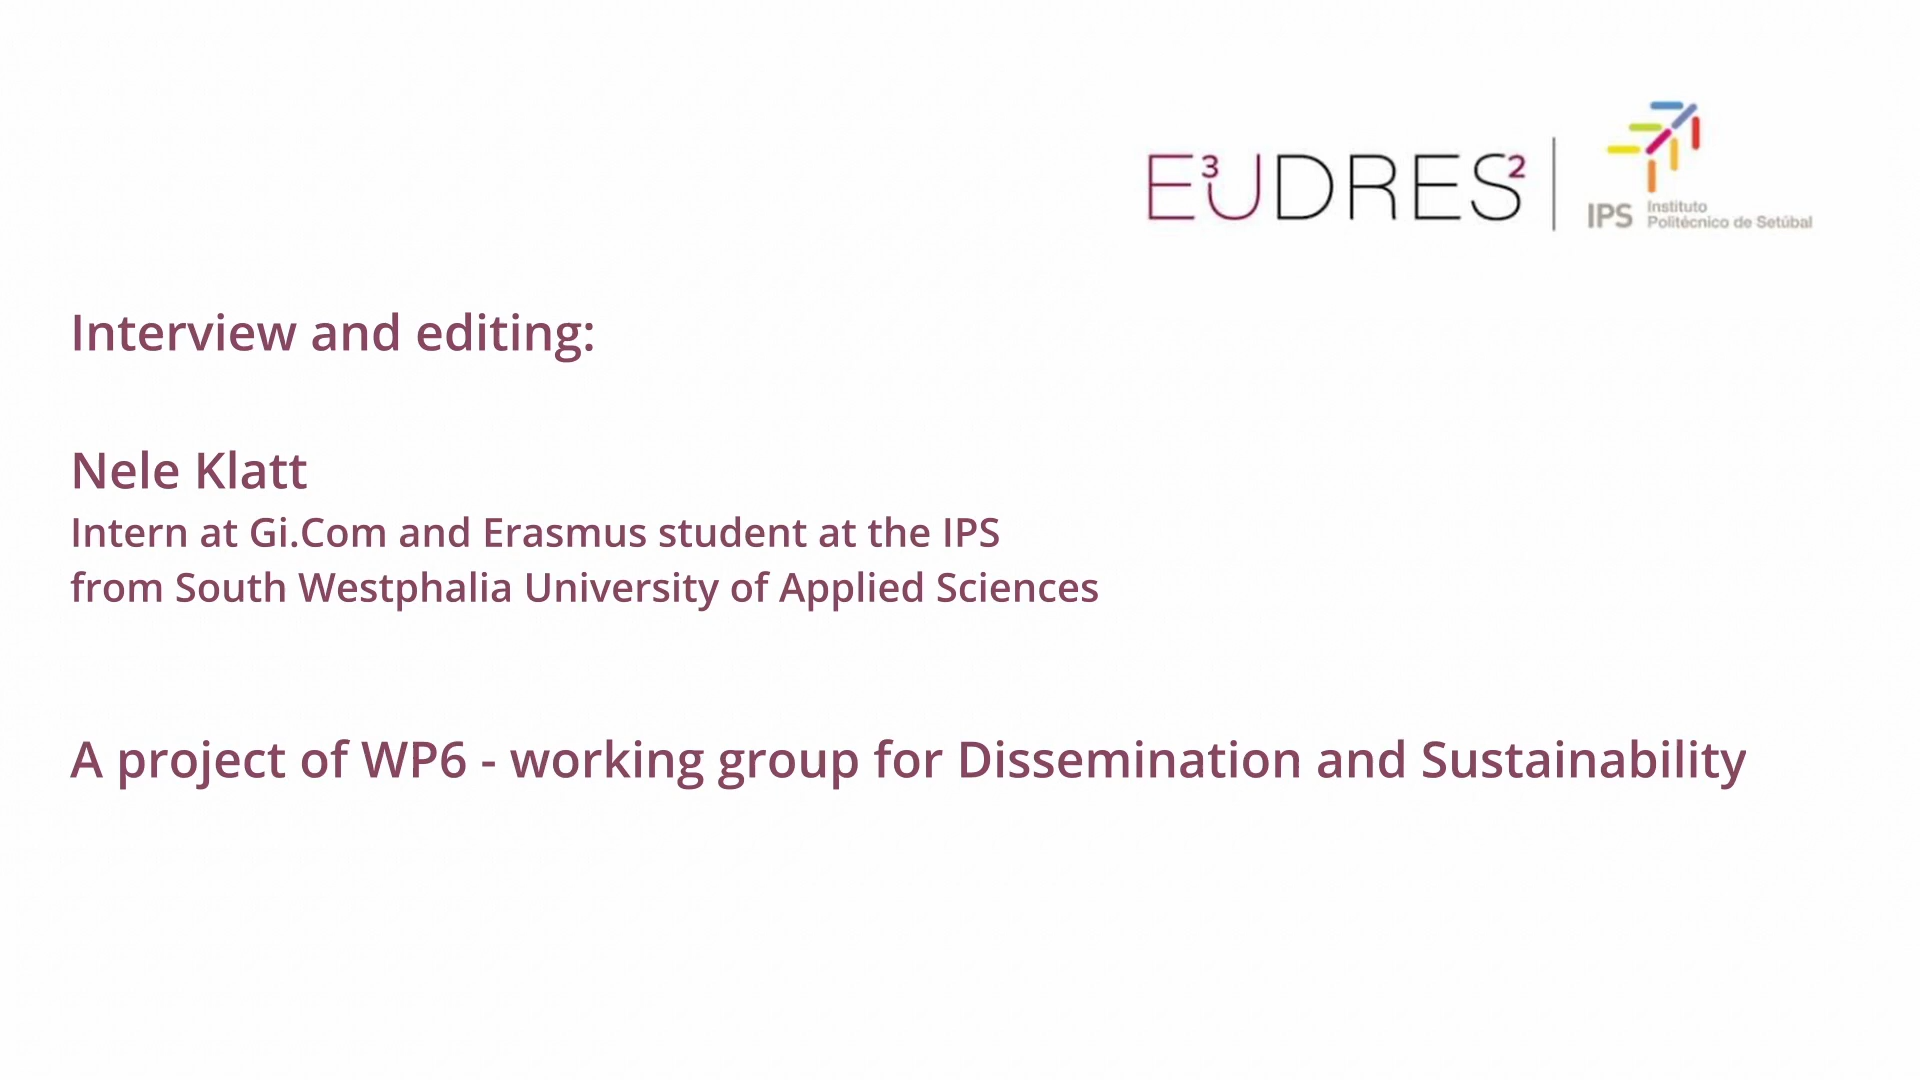 E³UDRES²
IPS Instituto
Politécnico de Setúbal
Interview and editing:
Nele Klatt
Intern at Gi.Com and Erasmus student at the IPS
from South Westphalia University of Applied Sciences
A project of WP6 - working group for Dissemination and Sustainability